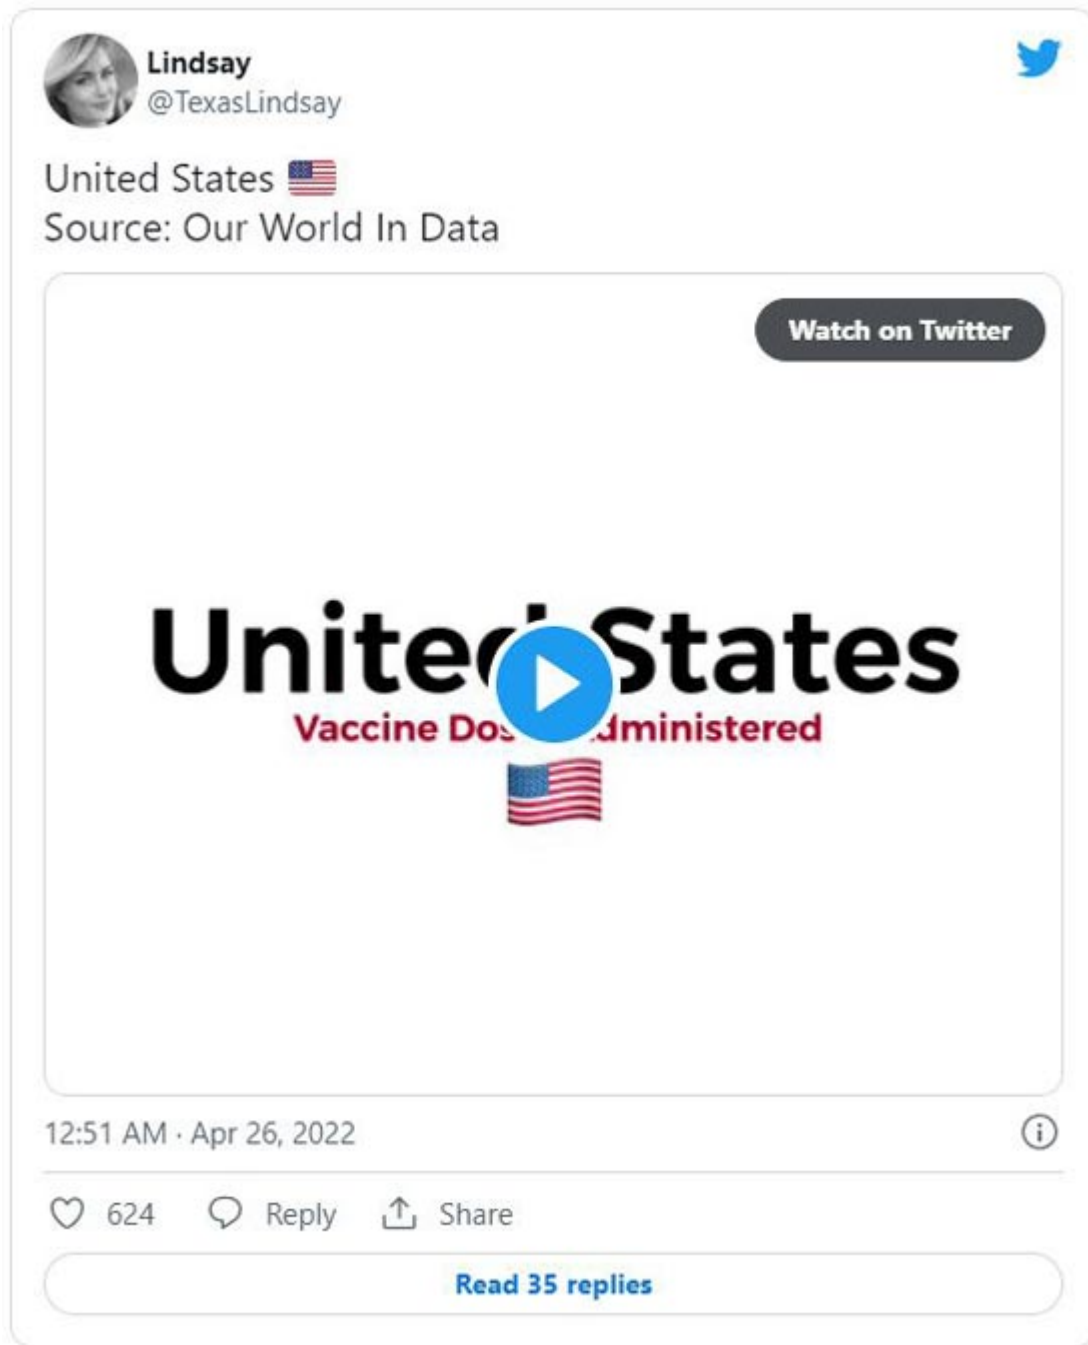 Lindsay
@TexasLindsay
United States
Source: Our World In Data
Watch on Twitter
United States
Vaccine
12:51 AM · Apr 26, 2022
624 Reply Share
Read 35 replies